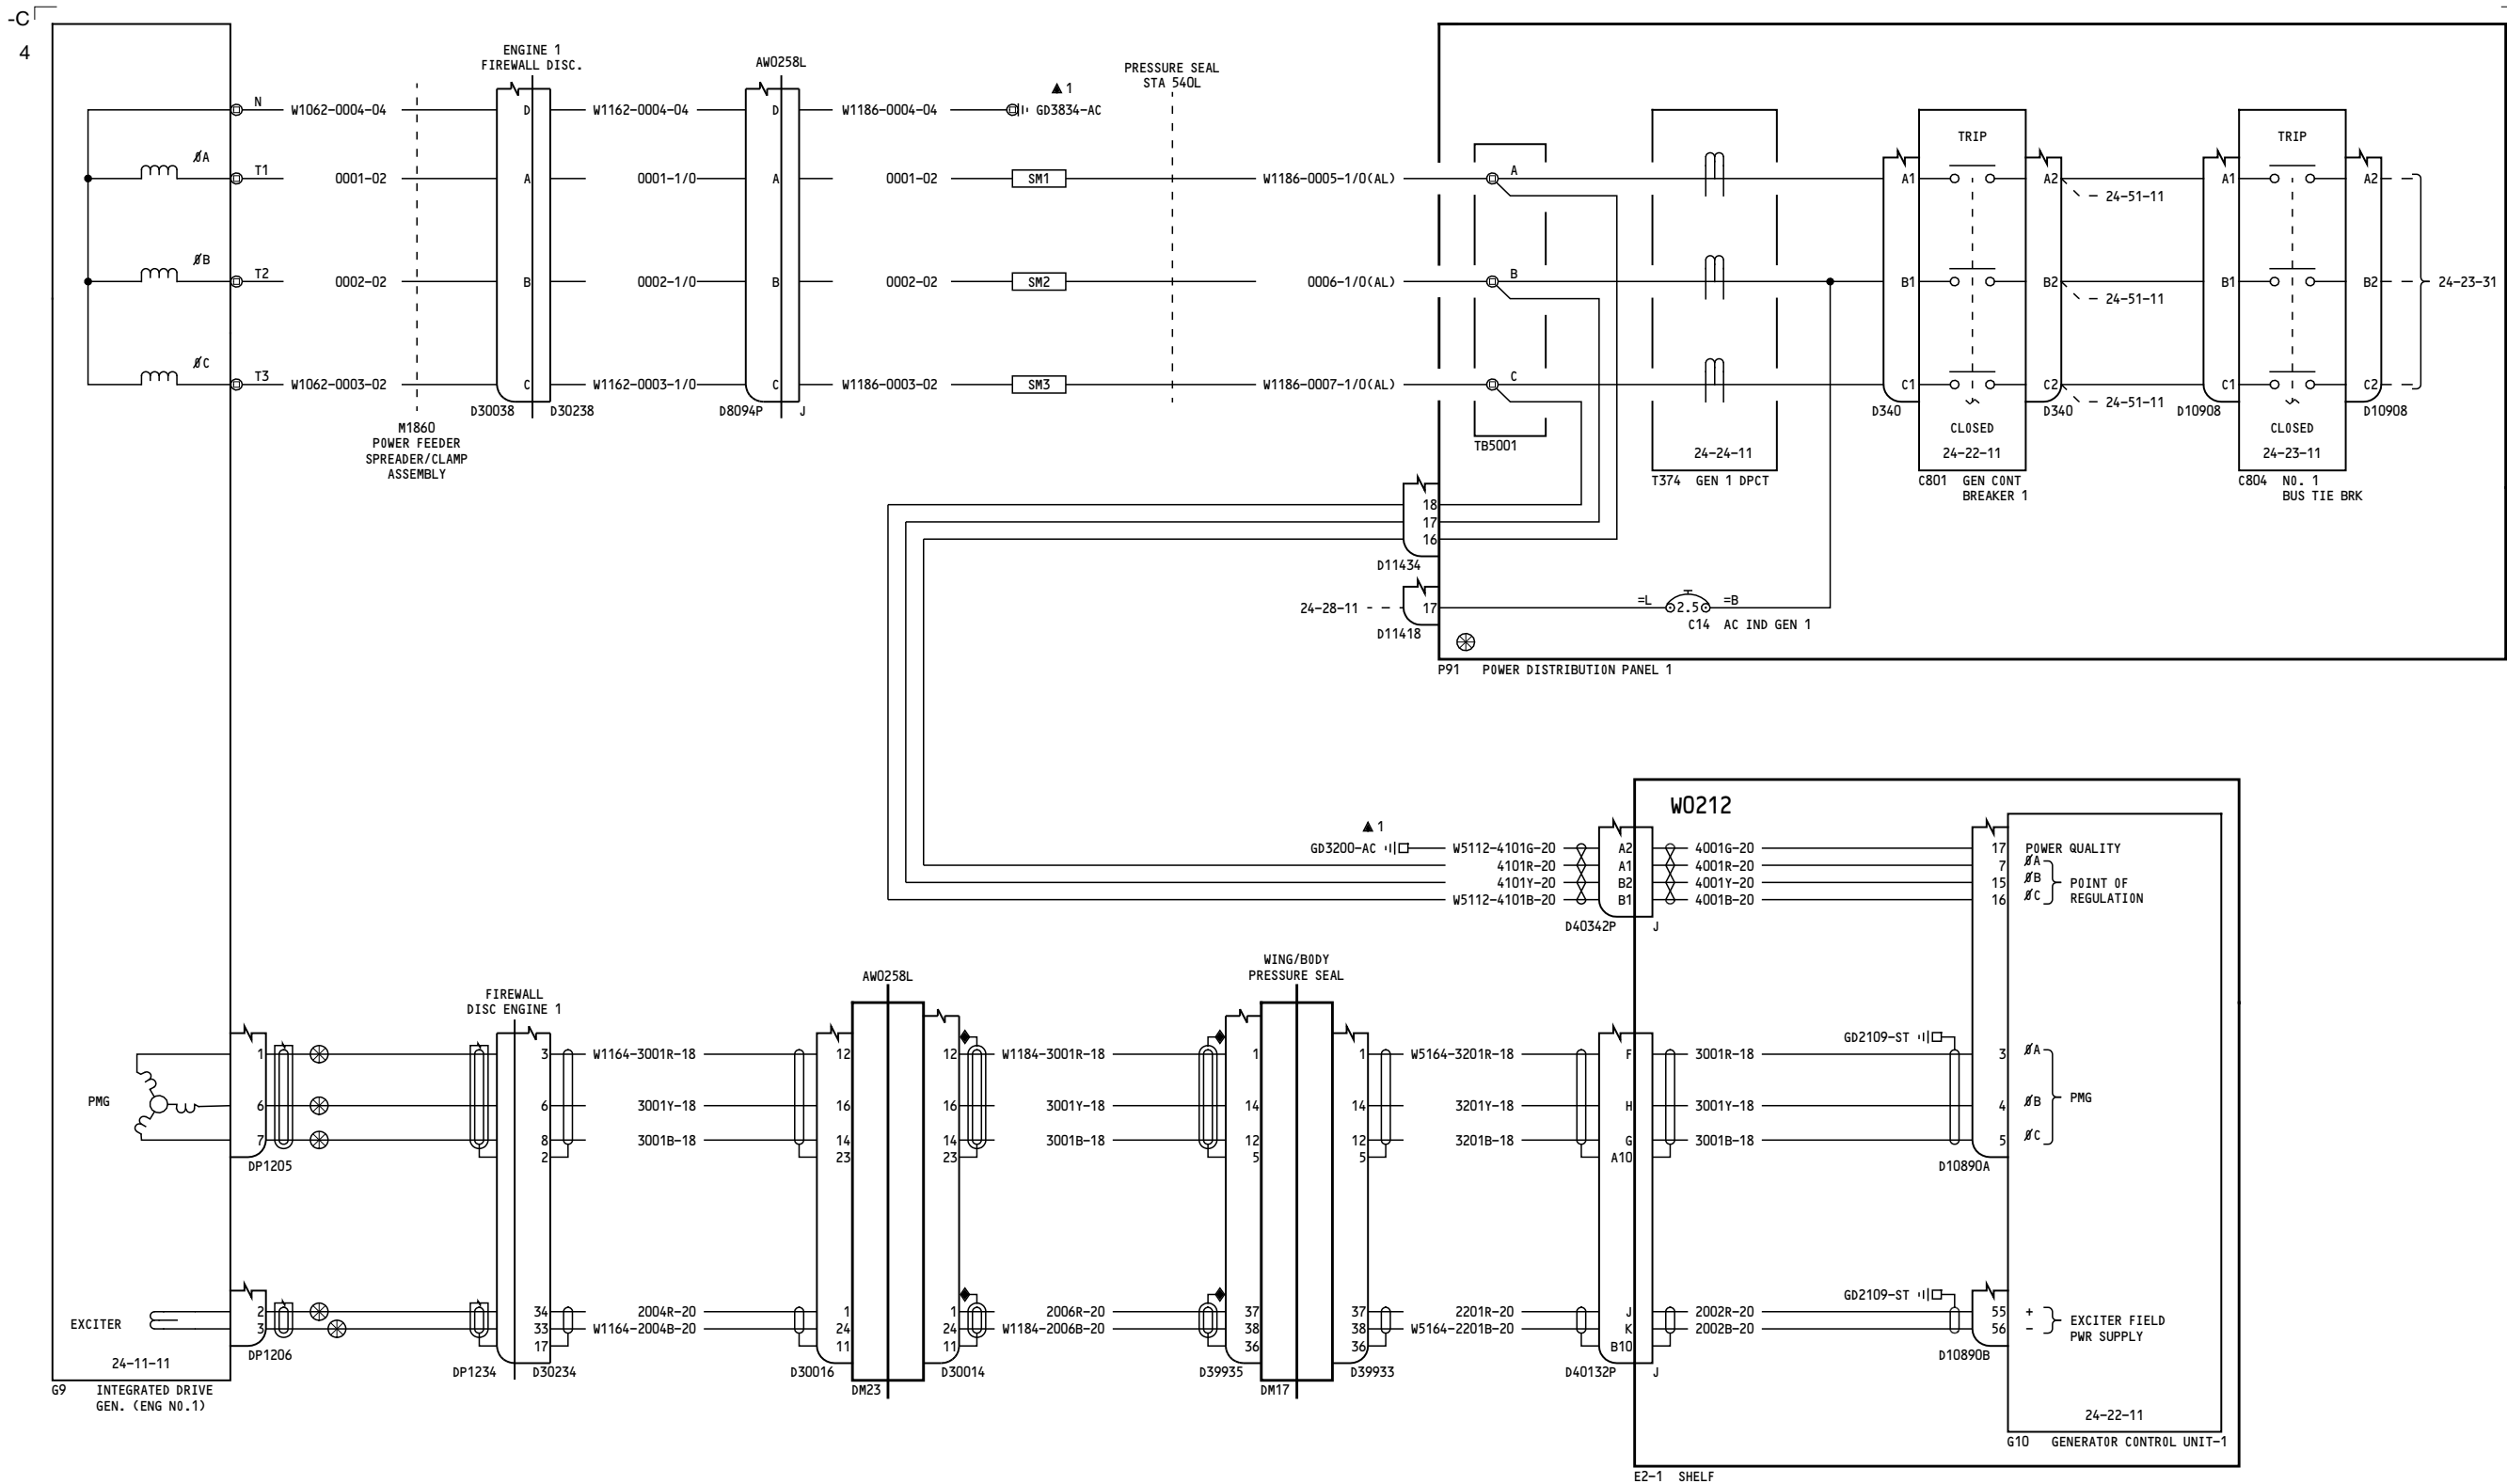 -C
4
ENGINE 1
FIREWALL DISC.
AW0258L
▲ 1
PRESSURE SEAL
STA 540L
N W1062-0004-04 D W1162-0004-04 D W1186-0004-04 GD3834-AC
TRIP TRIP
ØA T1 0001-02 A 0001-1/0 A 0001-02 SM1 W1186-0005-1/0(AL) A A1 A2 A1 A2
24-51-11
ØB T2 0002-02 B 0002-1/0 B 0002-02 SM2 0006-1/0(AL) B B1 B2 B1 B2 24-23-31
24-51-11
ØC T3 W1062-0003-02 C W1162-0003-1/0 C W1186-0003-02 SM3 W1186-0007-1/0(AL) C C1 C2 C1 C2
24-51-11
D30038 D30238 D8094P J D340 D340 D10908 D10908
M1860
POWER FEEDER
SPREADER/CLAMP
ASSEMBLY
CLOSED CLOSED
TB5001 24-24-11 24-22-11 24-23-11
T374 GEN 1 DPCT
C801 GEN CONT
BREAKER 1
C804 NO. 1
BUS TIE BRK
18
17
16
D11434
24-28-11 17 =L 2.5 =B
D11418 C14 AC IND GEN 1
P91 POWER DISTRIBUTION PANEL 1
W0212
▲ 1
GD3200-AC W5112-4101G-20 A2 4001G-20 17 POWER QUALITY
4101R-20 A1 4001R-20 7 ØA
4101Y-20 B2 4001Y-20 15 ØB
W5112-4101B-20 B1 4001B-20 16 ØC
POINT OF
REGULATION
D40342P J
FIREWALL
DISC ENGINE 1
AW0258L
WING/BODY
PRESSURE SEAL
GD2109-ST
1 3 W1164-3001R-18 12 12 W1184-3001R-18 1 1 W5164-3201R-18 F 3001R-18 3 ØA
PMG 6 6 3001Y-18 16 16 3001Y-18 14 14 3201Y-18 H 3001Y-18 4 ØB PMG
7 8 3001B-18 14 14 3001B-18 12 12 3201B-18 G 3001B-18 5 ØC
2 23 23 5 5 A10
DP1205 D10890A
GD2109-ST
2 34 2004R-20 1 1 2006R-20 37 37 2201R-20 J 2002R-20 55 +
EXCITER 3 33 W1164-2004B-20 24 24 W1184-2006B-20 38 38 W5164-2201B-20 K 2002B-20 56 -
EXCITER FIELD
PWR SUPPLY
17 11 11 36 36 B10
DP1206 D10890B
24-11-11
DP1234 D30234 D30016 D30014 D39935 D39933 D40132P J
G9 INTEGRATED DRIVE
GEN. (ENG NO.1)
DM23 DM17
24-22-11
G10 GENERATOR CONTROL UNIT-1
E2-1 SHELF